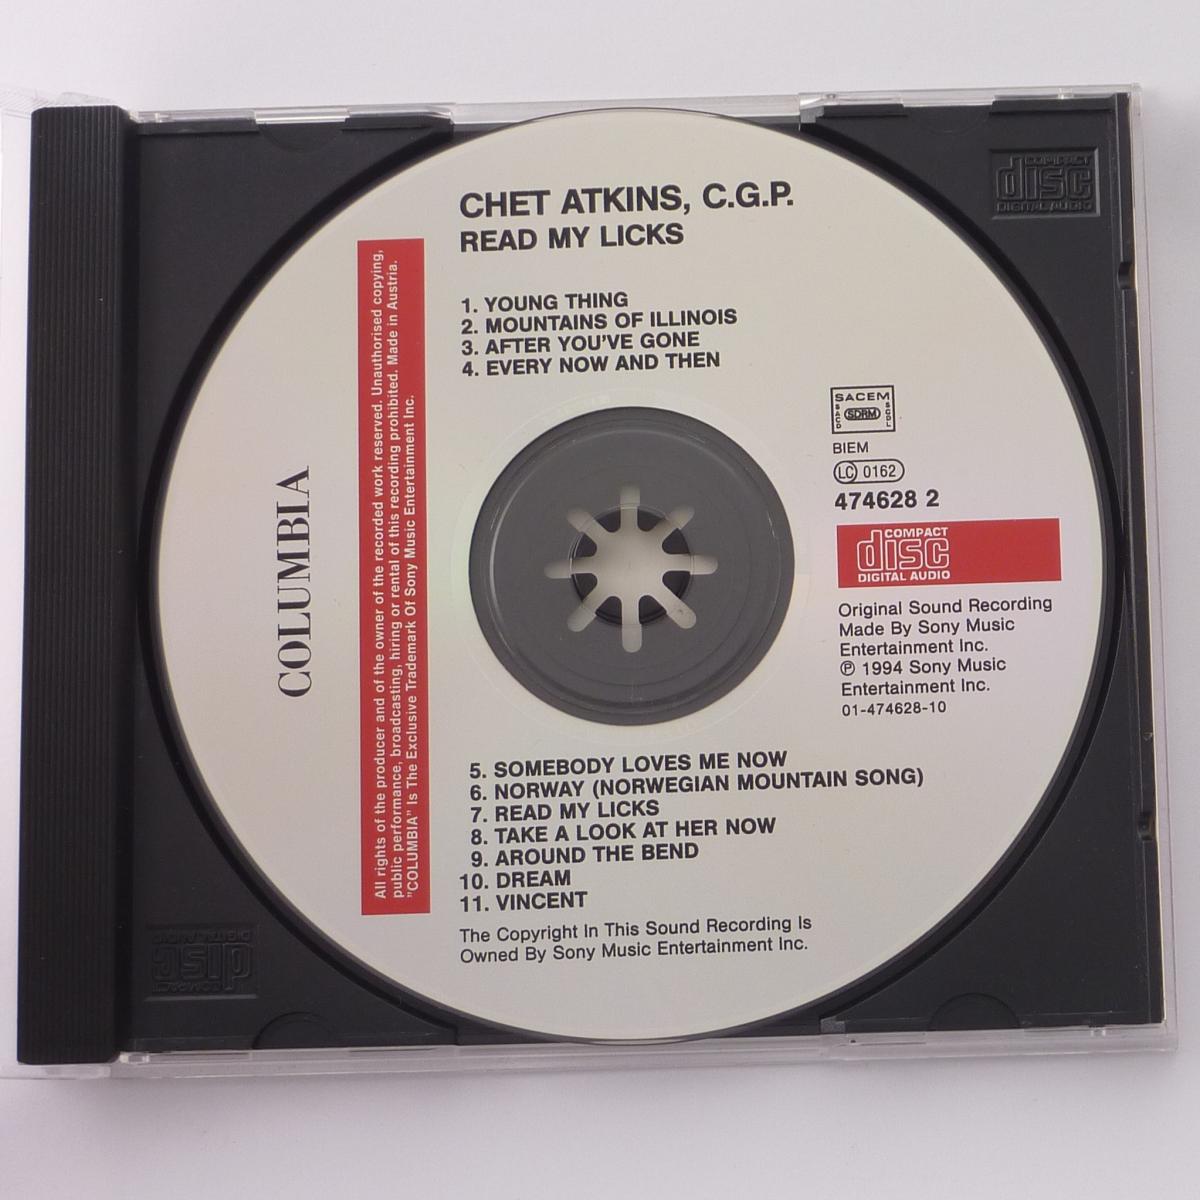 CHET ATKINS, C.G.P.
READ MY LICKS
1. YOUNG THING
2. MOUNTAINS OF ILLINOIS
3. AFTER YOU'VE GONE
4. EVERY NOW AND THEN
COLUMBIA
All rights of the producer and of the owner of the recorded work reserved. Unauthorised copying,
public performance, broadcasting, hiring or rental of this recording prohibited. Made in Austria.
"COLUMBIA" Is The Exclusive Trademark Of Sony Music Entertainment Inc.
SACEM
SACD
SDRM
SCDL
BIEM
LC 0162
474628 2
COMPACT
disc
DIGITAL AUDIO
Original Sound Recording
Made By Sony Music
Entertainment Inc.
℗ 1994 Sony Music
Entertainment Inc.
01-474628-10
5. SOMEBODY LOVES ME NOW
6. NORWAY (NORWEGIAN MOUNTAIN SONG)
7. READ MY LICKS
8. TAKE A LOOK AT HER NOW
9. AROUND THE BEND
10. DREAM
11. VINCENT
The Copyright In This Sound Recording Is
Owned By Sony Music Entertainment Inc.
COMPACT
disc
DIGITAL AUDIO
COMPACT
disc
DIGITAL AUDIO